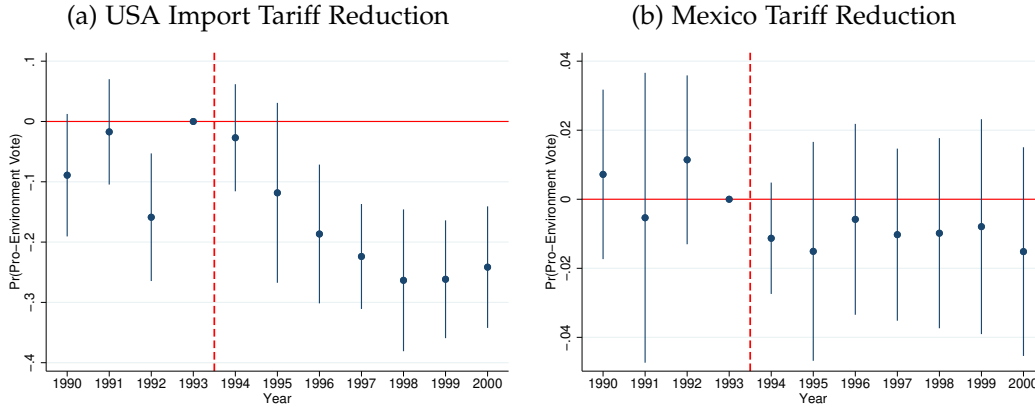 (a) USA Import Tariff Reduction
Pr(Pro−Environment Vote)
.1
0
-.1
-.2
-.3
-.4
1990 1991 1992 1993 1994 1995 1996 1997 1998 1999 2000
Year
(b) Mexico Tariff Reduction
Pr(Pro−Environment Vote)
.04
.02
0
-.02
-.04
1990 1991 1992 1993 1994 1995 1996 1997 1998 1999 2000
Year